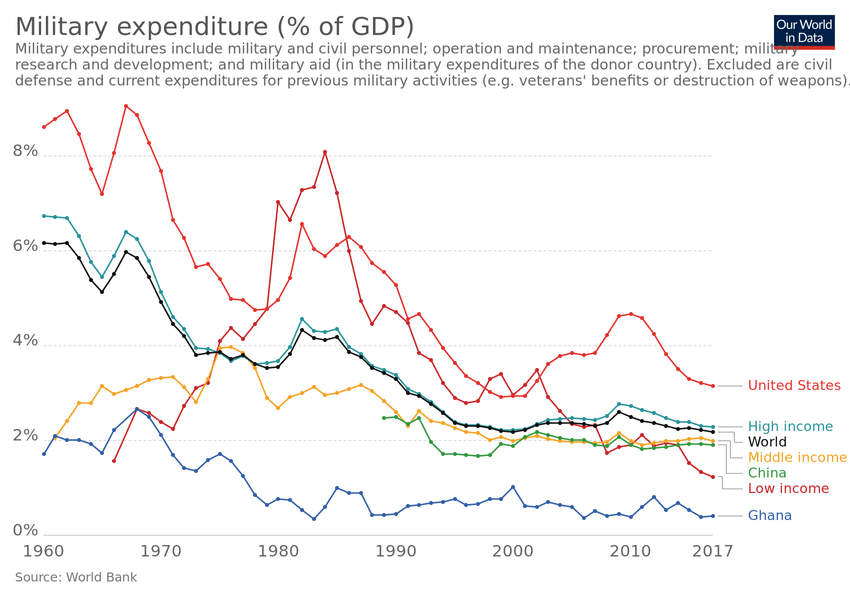 Military expenditure (% of GDP)
Our World
in Data
Military expenditures include military and civil personnel; operation and maintenance; procurement; military
research and development; and military aid (in the military expenditures of the donor country). Excluded are civil
defense and current expenditures for previous military activities (e.g. veterans' benefits or destruction of weapons).
8%
6%
4%
2%
0%
United States
High income
World
Middle income
China
Low income
Ghana
1960 1970 1980 1990 2000 2010 2017
Source: World Bank